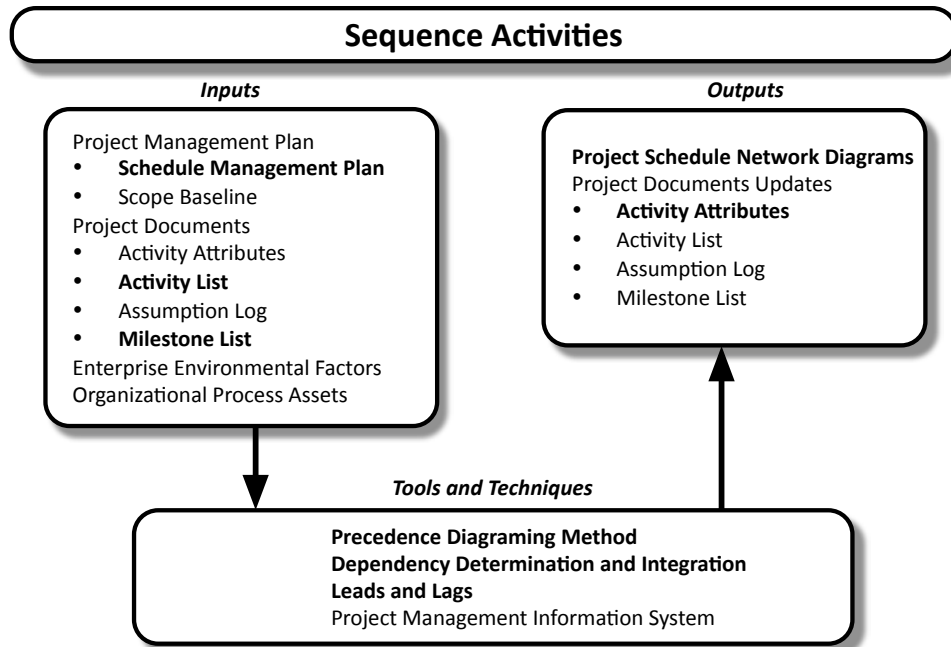 Sequence Activities
Inputs
Project Management Plan
• Schedule Management Plan
• Scope Baseline
Project Documents
• Activity Attributes
• Activity List
• Assumption Log
• Milestone List
Enterprise Environmental Factors
Organizational Process Assets
Outputs
Project Schedule Network Diagrams
Project Documents Updates
• Activity Attributes
• Activity List
• Assumption Log
• Milestone List
Tools and Techniques
Precedence Diagraming Method
Dependency Determination and Integration
Leads and Lags
Project Management Information System